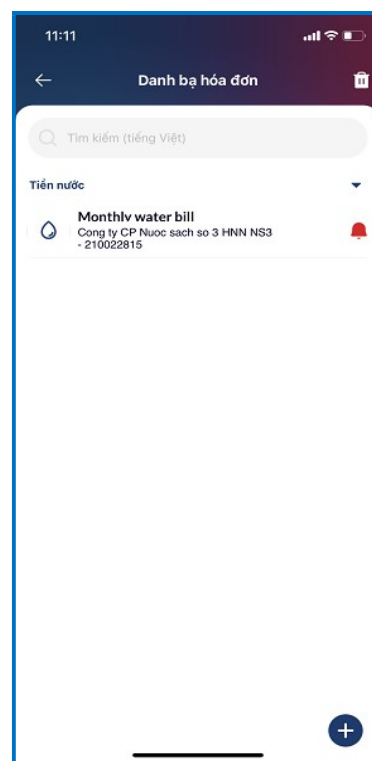 11:11
Danh bạ hóa đơn
Tìm kiếm (tiếng Việt)
Tiền nước
Monthly water bill
Cong ty CP Nuoc sach so 3 HNN NS3
- 210022815